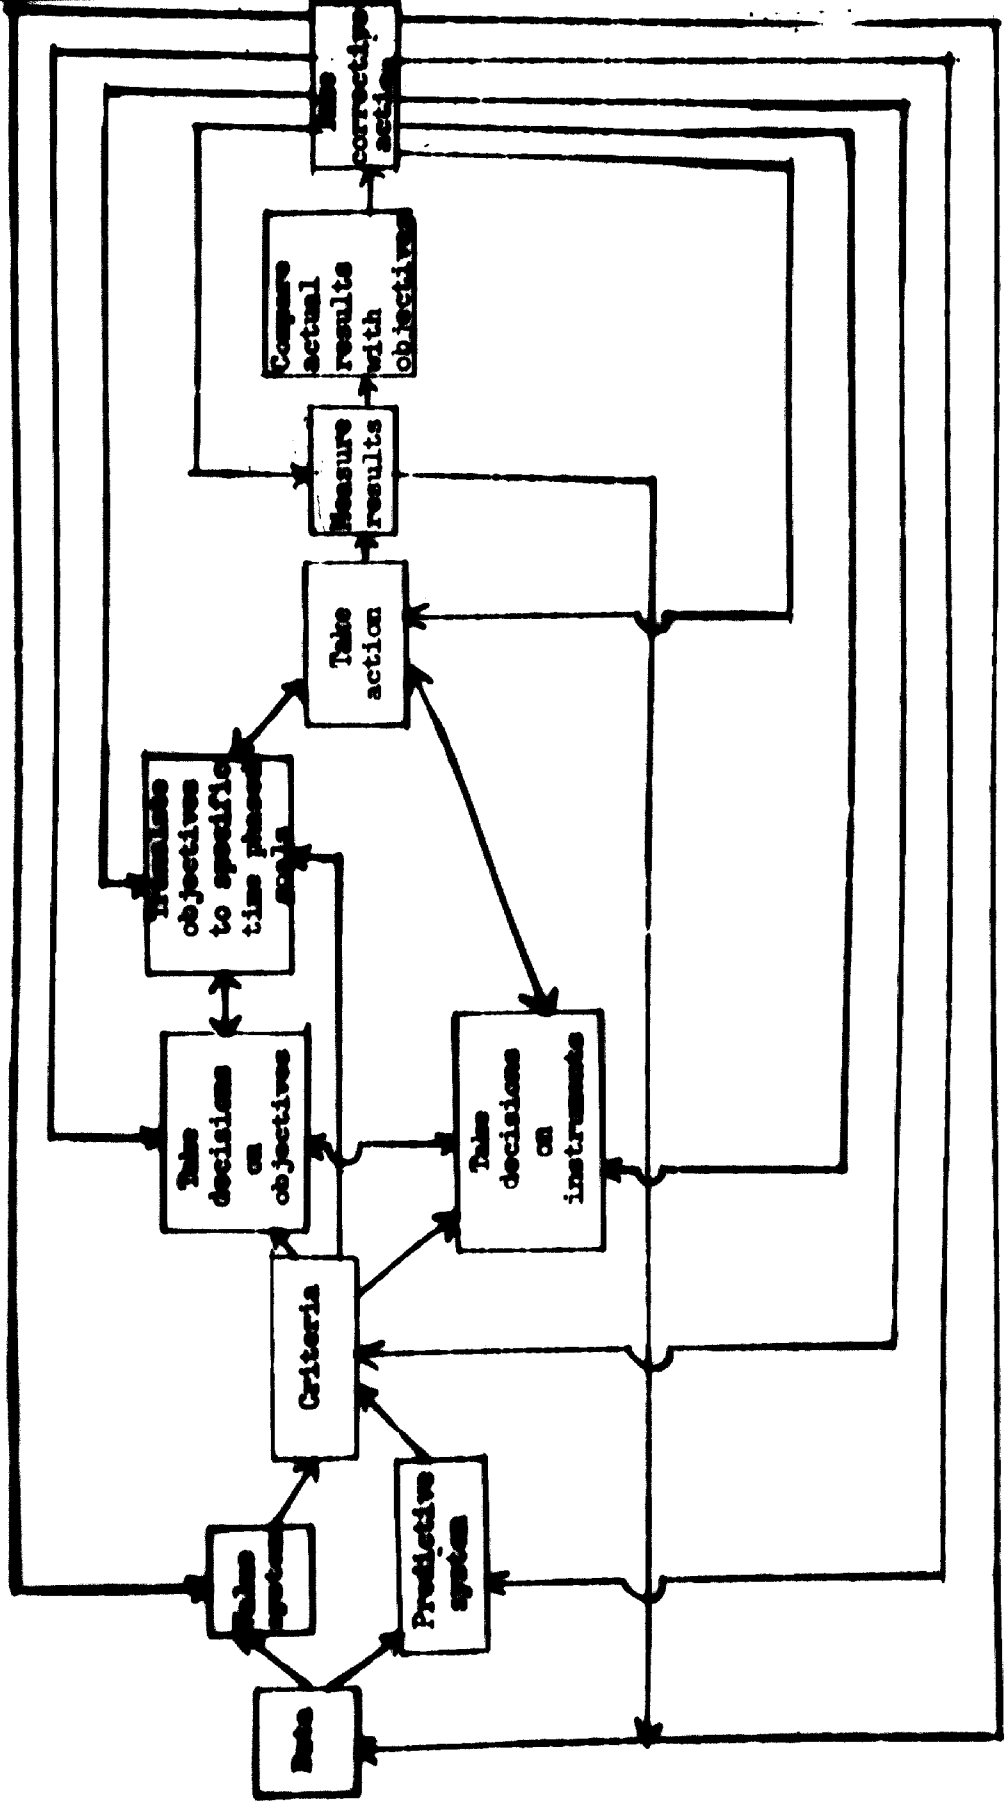 Data
Value
system
Predictive
system
Criteria
Take
decisions
on
objectives
Take
decisions
on
instruments
Translate
objectives
to specific
time phased
goals
Take
action
Measure
results
Compare
actual
results
with
objectives
Take
corrective
action